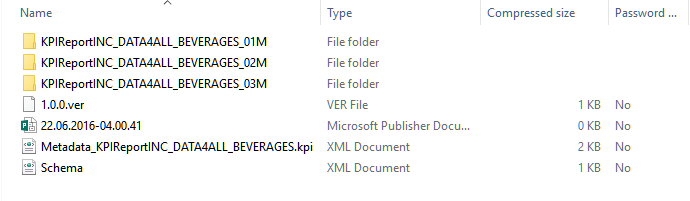 Name Type Compressed size Password ...
KPIReportINC_DATA4ALL_BEVERAGES_01M File folder
KPIReportINC_DATA4ALL_BEVERAGES_02M File folder
KPIReportINC_DATA4ALL_BEVERAGES_03M File folder
1.0.0.ver VER File 1 KB No
22.06.2016-04.00.41 Microsoft Publisher Docu... 0 KB No
Metadata_KPIReportINC_DATA4ALL_BEVERAGES.kpi XML Document 2 KB No
Schema XML Document 1 KB No